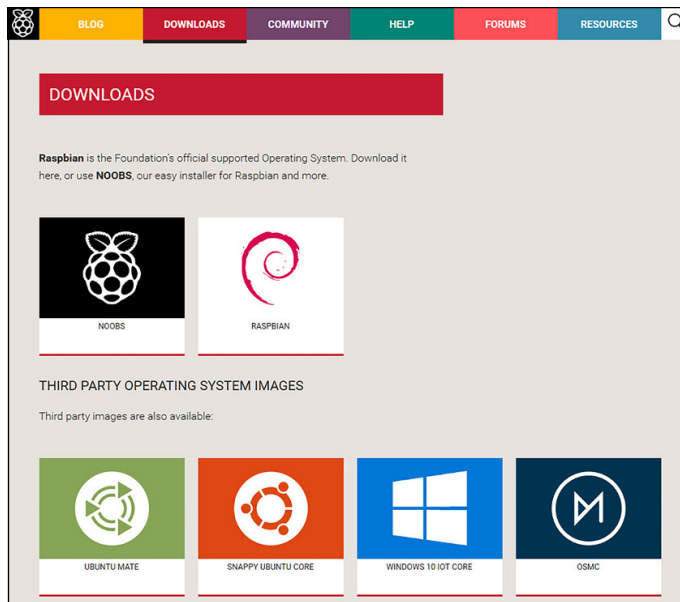 BLOG DOWNLOADS COMMUNITY HELP FORUMS RESOURCES
DOWNLOADS
Raspbian is the Foundation's official supported Operating System. Download it
here, or use NOOBS, our easy installer for Raspbian and more.
NOOBS RASPBIAN
THIRD PARTY OPERATING SYSTEM IMAGES
Third party images are also available:
UBUNTU MATE SNAPPY UBUNTU CORE WINDOWS 10 IOT CORE OSMC